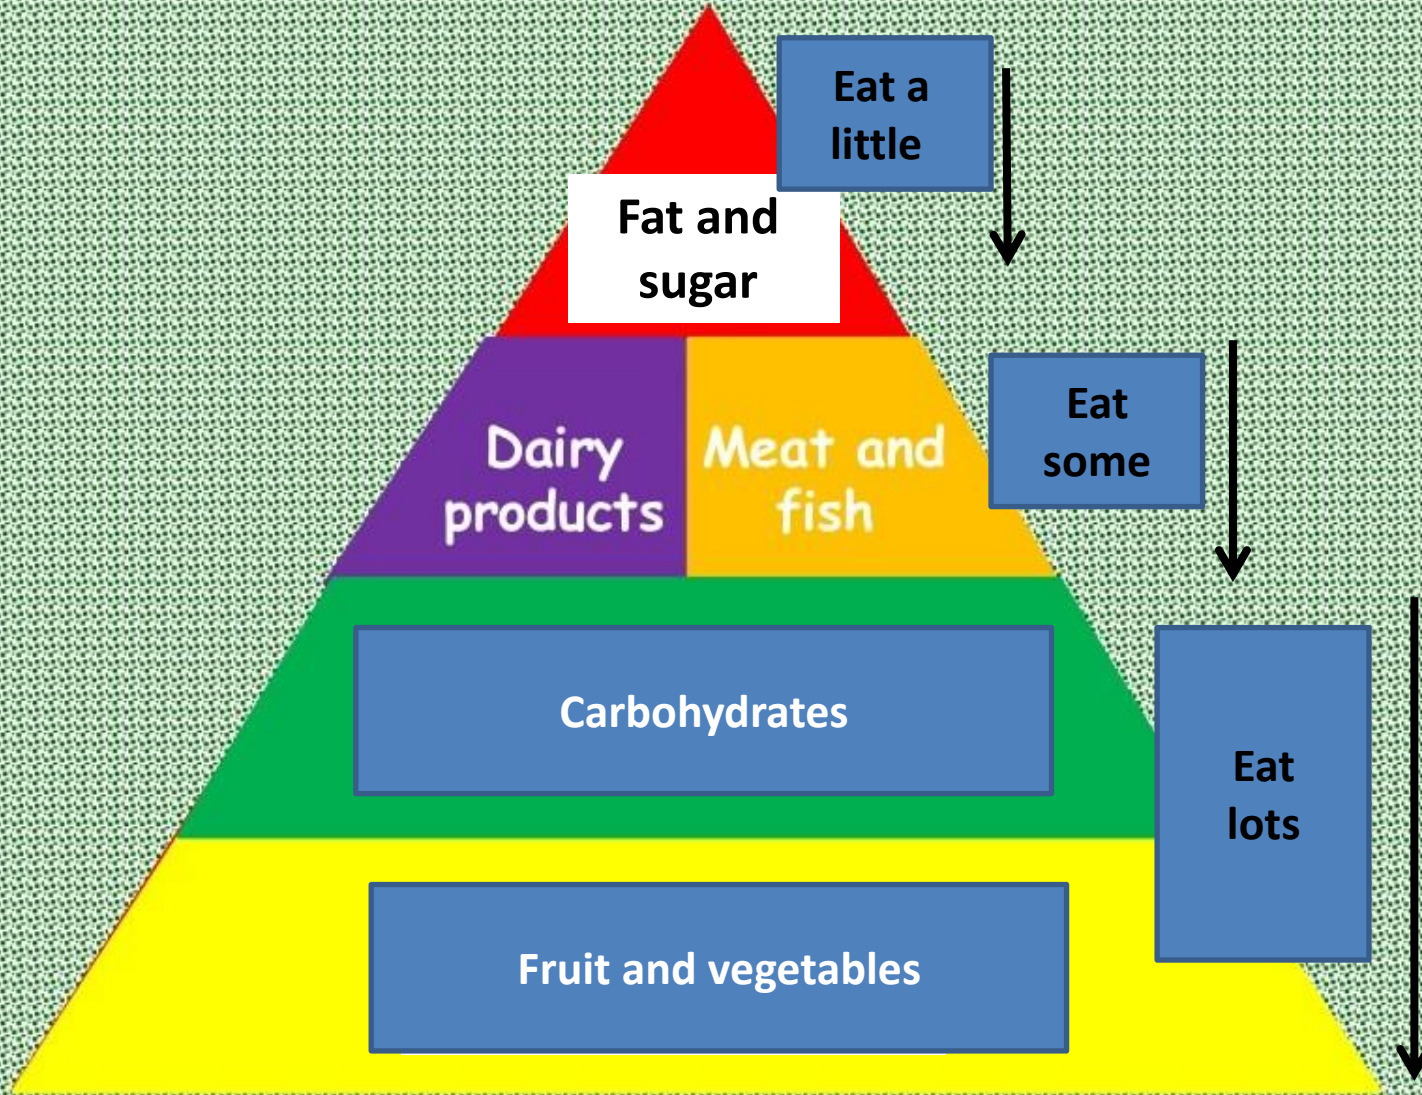 Eat a
little
Fat and
sugar
Dairy
products
Meat and
fish
Eat
some
Carbohydrates
Eat
lots
Fruit and vegetables